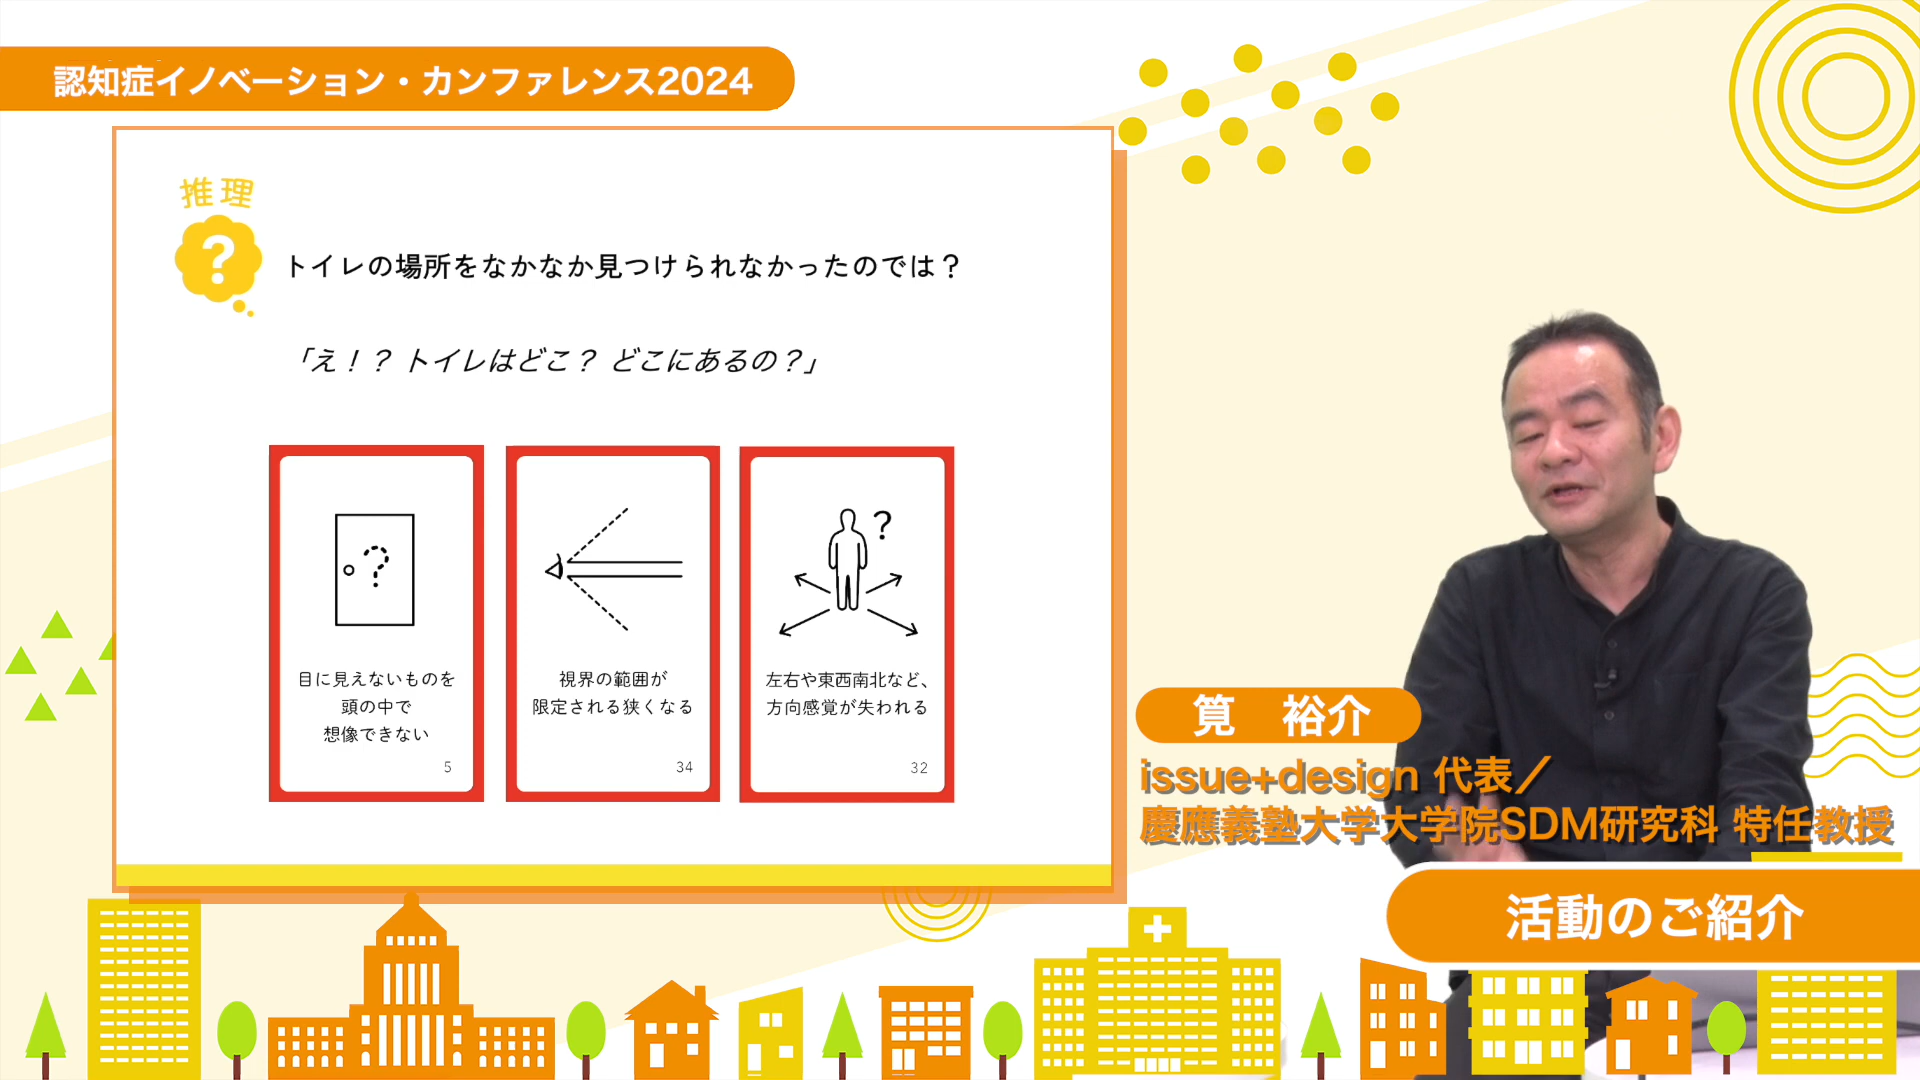 認知症イノベーション・カンファレンス2024
推理
?
トイレの場所をなかなか見つけられなかったのでは？
「え！？ トイレはどこ？ どこにあるの？」
?
目に見えないものを
頭の中で
想像できない
5
視界の範囲が
限定される狭くなる
34
?
左右や東西南北など、
方向感覚が失われる
32
筧　裕介
issue+design 代表／
慶應義塾大学大学院SDM研究科 特任教授
活動のご紹介